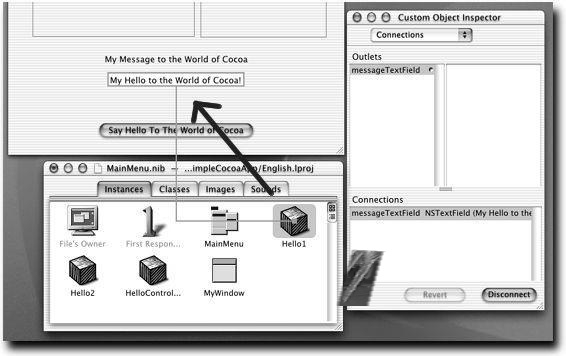 My Message to the World of Cocoa
My Hello to the World of Cocoa!
Say Hello To The World of Cocoa
Custom Object Inspector
Connections
Outlets
messageTextField
Connections
messageTextField NSTextField (My Hello to the
Revert
Disconnect
MainMenu.nib — ...impleCocoaApp/English.lproj
Instances
Classes
Images
Sounds
File's Owner
First Respon...
MainMenu
Hello1
Hello2
HelloControl...
MyWindow